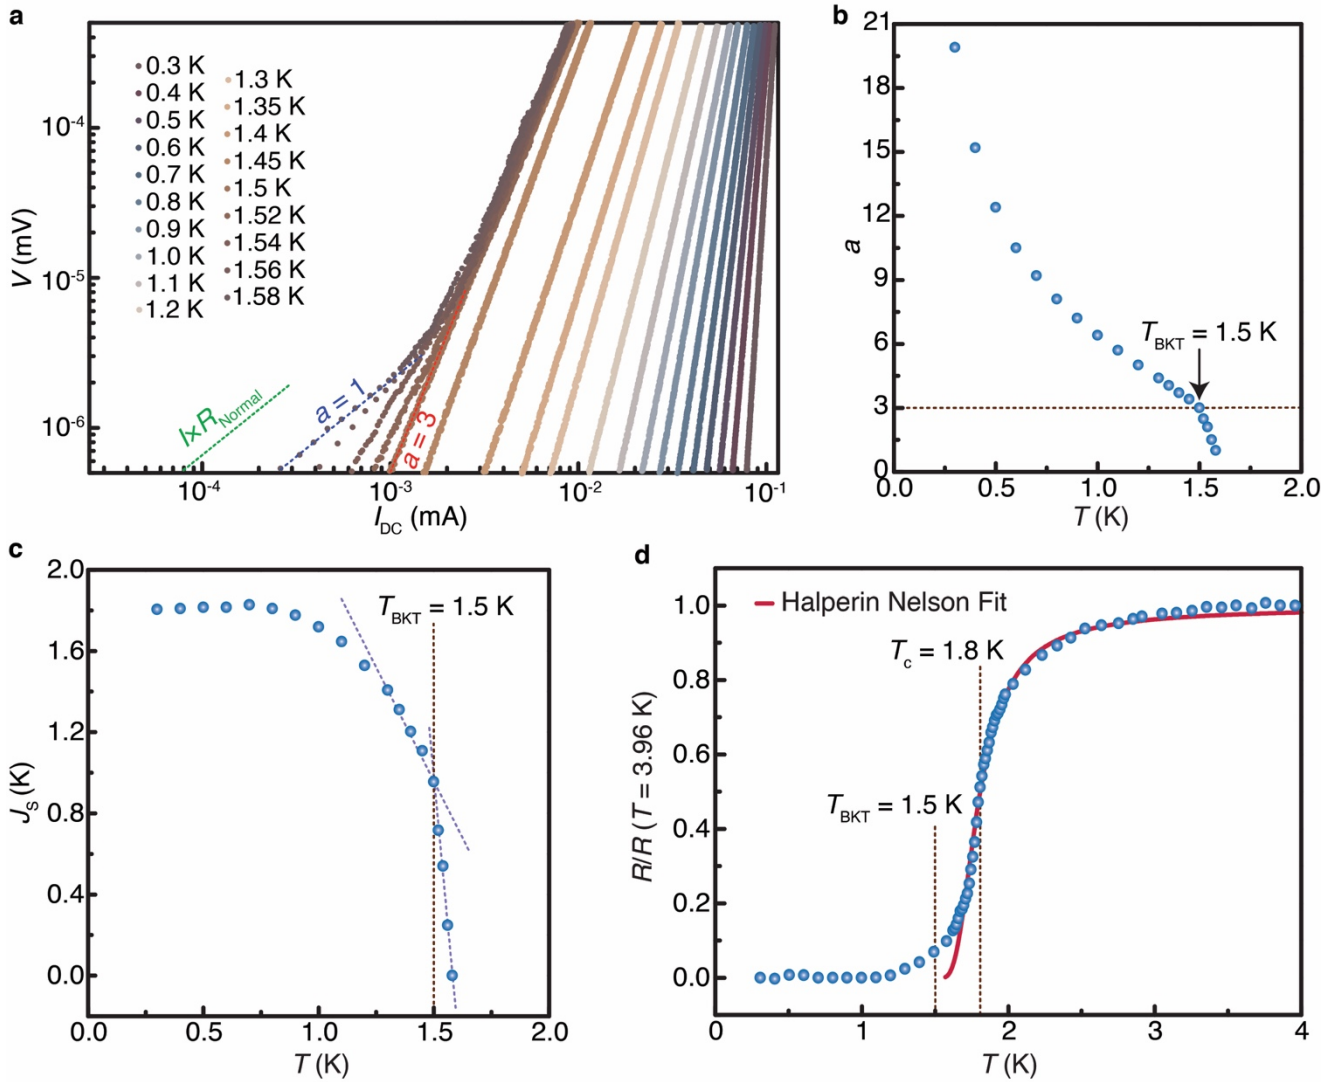 a
0.3 K
0.4 K
0.5 K
0.6 K
0.7 K
0.8 K
0.9 K
1.0 K
1.1 K
1.2 K
1.3 K
1.35 K
1.4 K
1.45 K
1.5 K
1.52 K
1.54 K
1.56 K
1.58 K
10⁻⁴
10⁻⁵
10⁻⁶
V (mV)
I×R_Normal
a = 1
a = 3
10⁻⁴
10⁻³
10⁻²
10⁻¹
I_DC (mA)
b
21
18
15
12
9
6
3
0
a
T_BKT = 1.5 K
0.0
0.5
1.0
1.5
2.0
T (K)
c
2.0
1.6
1.2
0.8
0.4
0.0
J_S (K)
T_BKT = 1.5 K
0.0
0.5
1.0
1.5
2.0
T (K)
d
1.0
0.8
0.6
0.4
0.2
0.0
R/R (T = 3.96 K)
Halperin Nelson Fit
T_c = 1.8 K
T_BKT = 1.5 K
0
1
2
3
4
T (K)